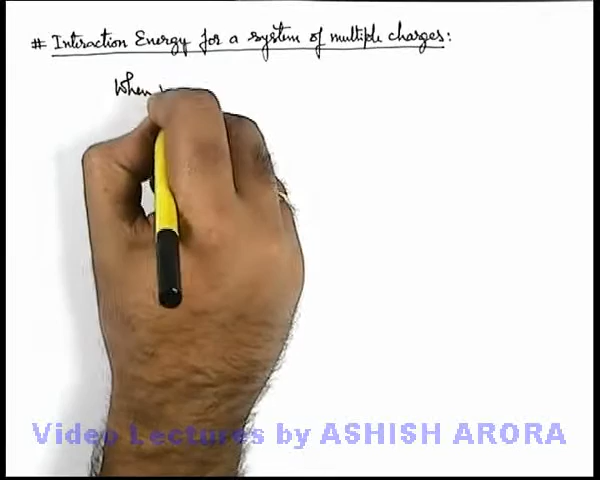 # Interaction Energy for a system of multiple charges:
When
Video Lectures by ASHISH ARORA